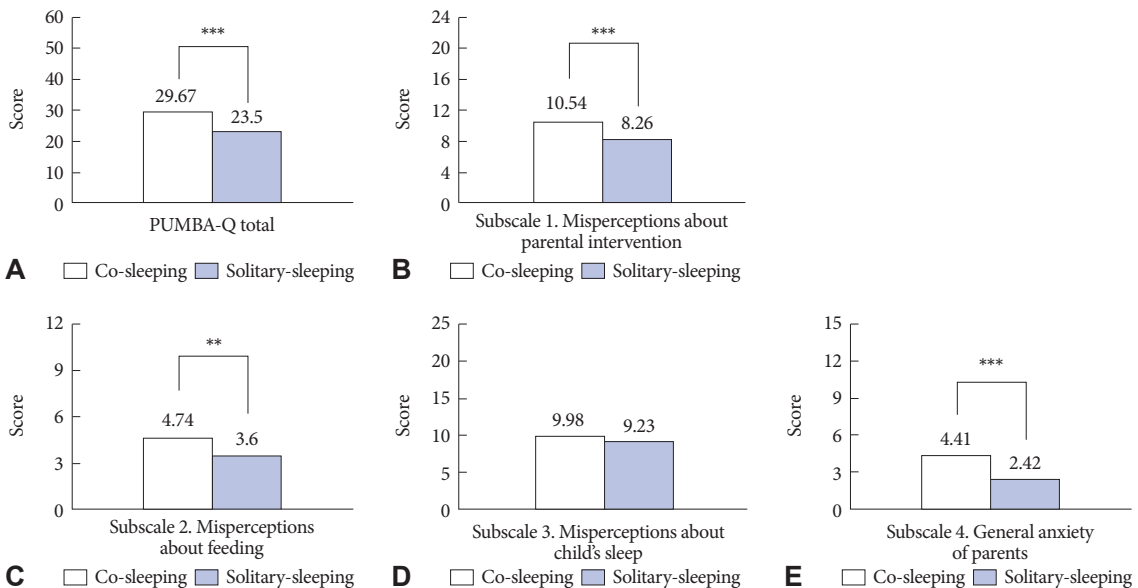 60
50
40
30
20
10
0
Score
***
29.67
23.5
PUMBA-Q total
A
Co-sleeping Solitary-sleeping
24
20
16
12
8
4
0
Score
***
10.54
8.26
Subscale 1. Misperceptions about
parental intervention
B
Co-sleeping Solitary-sleeping
12
9
6
3
0
Score
**
4.74
3.6
Subscale 2. Misperceptions
about feeding
C
Co-sleeping Solitary-sleeping
25
20
15
10
5
0
Score
9.98
9.23
Subscale 3. Misperceptions about
child's sleep
D
Co-sleeping Solitary-sleeping
15
12
9
6
3
0
Score
***
4.41
2.42
Subscale 4. General anxiety
of parents
E
Co-sleeping Solitary-sleeping